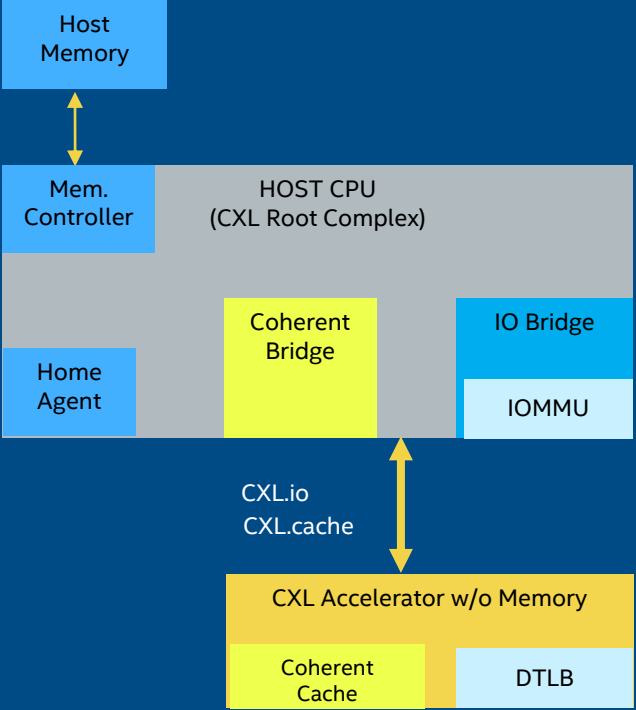 Host
Memory
Mem.
Controller
HOST CPU
(CXL Root Complex)
Coherent
Bridge
IO Bridge
Home
Agent
IOMMU
CXL.io
CXL.cache
CXL Accelerator w/o Memory
Coherent
Cache
DTLB